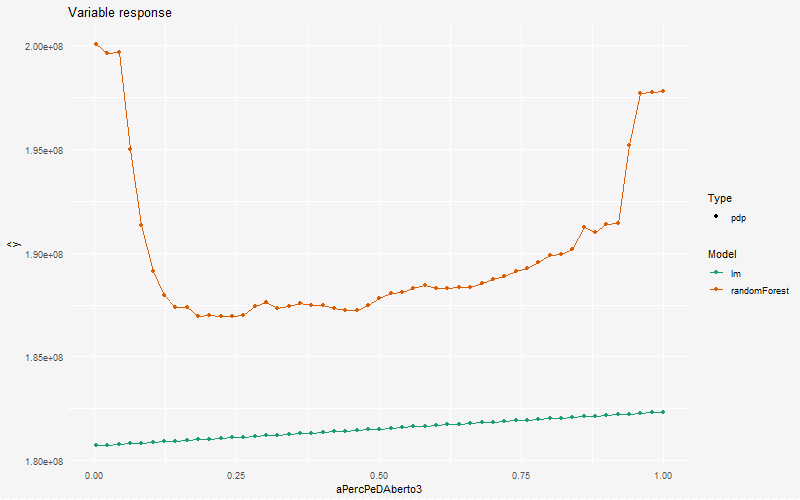 Variable response
2.00e+08
1.95e+08
1.90e+08
1.85e+08
1.80e+08
ŷ
0.00 0.25 0.50 0.75 1.00
aPercPeDAberto3
Type
pdp
Model
lm
randomForest